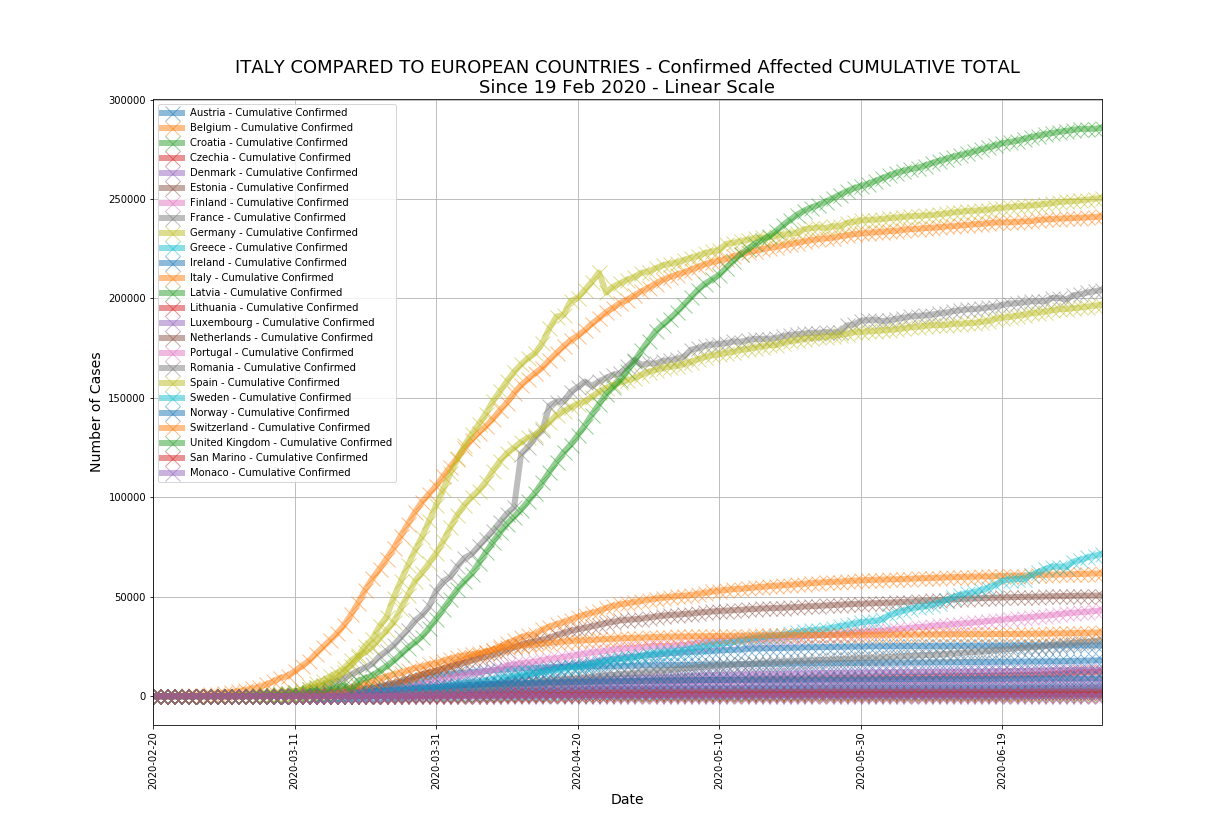 ITALY COMPARED TO EUROPEAN COUNTRIES - Confirmed Affected CUMULATIVE TOTAL
Since 19 Feb 2020 - Linear Scale
300000
250000
200000
150000
100000
50000
0
Number of Cases
Austria - Cumulative Confirmed
Belgium - Cumulative Confirmed
Croatia - Cumulative Confirmed
Czechia - Cumulative Confirmed
Denmark - Cumulative Confirmed
Estonia - Cumulative Confirmed
Finland - Cumulative Confirmed
France - Cumulative Confirmed
Germany - Cumulative Confirmed
Greece - Cumulative Confirmed
Ireland - Cumulative Confirmed
Italy - Cumulative Confirmed
Latvia - Cumulative Confirmed
Lithuania - Cumulative Confirmed
Luxembourg - Cumulative Confirmed
Netherlands - Cumulative Confirmed
Portugal - Cumulative Confirmed
Romania - Cumulative Confirmed
Spain - Cumulative Confirmed
Sweden - Cumulative Confirmed
Norway - Cumulative Confirmed
Switzerland - Cumulative Confirmed
United Kingdom - Cumulative Confirmed
San Marino - Cumulative Confirmed
Monaco - Cumulative Confirmed
2020-02-20
2020-03-11
2020-03-31
2020-04-20
2020-05-10
2020-05-30
2020-06-19
Date